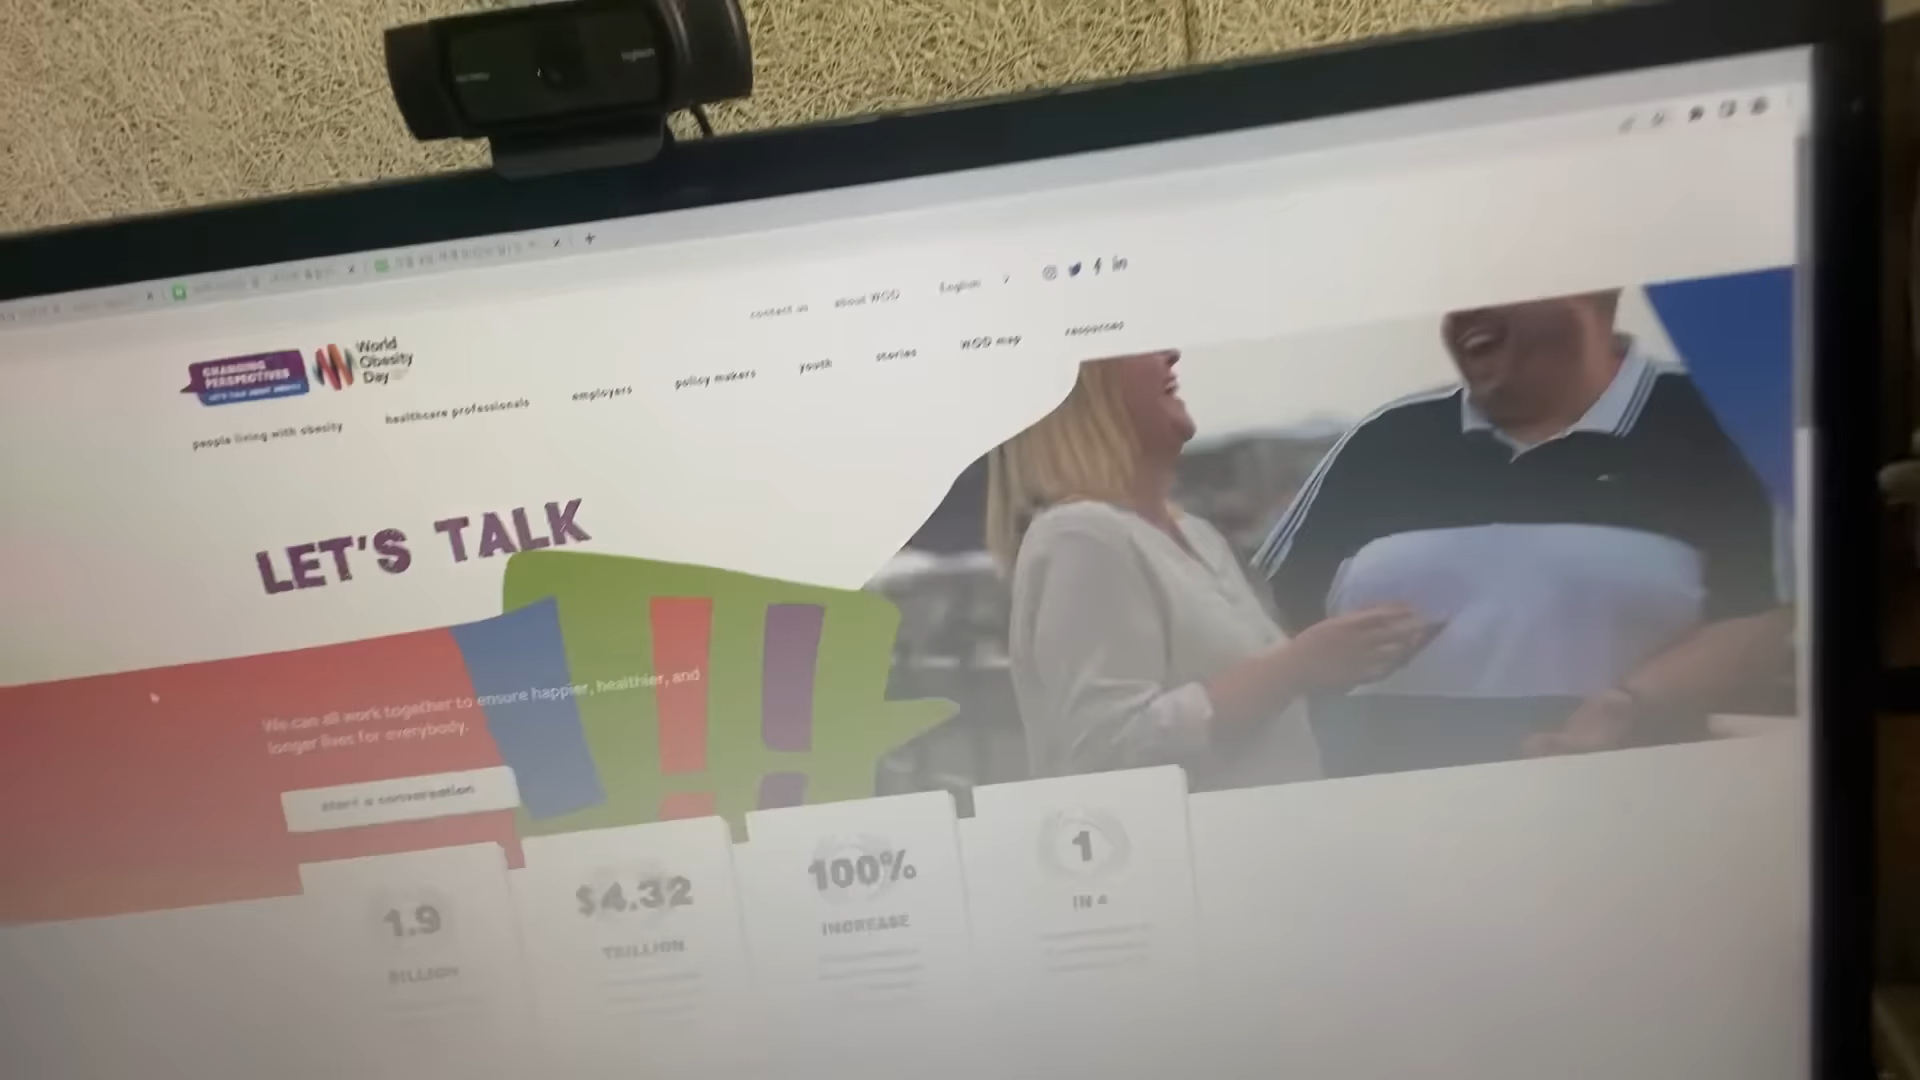 logitech
contact us about WOD English
CHANGING
PERSPECTIVES
World
Obesity
Day
people living with obesity healthcare professionals employers policy makers youth stories WOD map resources
LET'S TALK
We can all work together to ensure happier, healthier, and
longer lives for everybody.
start a conversation
1.9
BILLION
$4.32
TRILLION
100%
INCREASE
1
IN 4